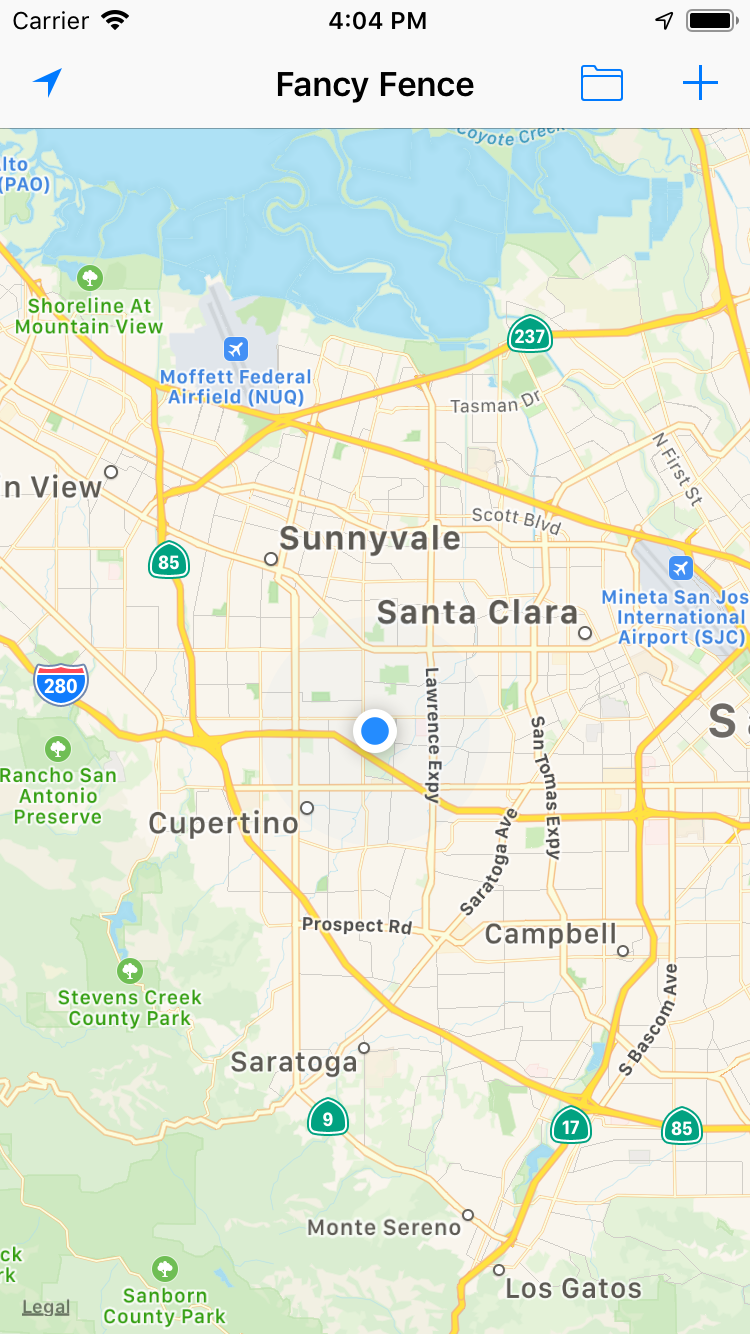 Carrier
4:04 PM
Fancy Fence
Coyote Creek
lto
(PAO)
Shoreline At
Mountain View
237
Moffett Federal
Airfield (NUQ)
Tasman Dr
N First St
n View
Scott Blvd
Sunnyvale
85
Mineta San Jos
International
Airport (SJC)
Santa Clara
280
Lawrence Expy
San Tomas Expy
S
Rancho San
Antonio
Preserve
Cupertino
Saratoga Ave
Prospect Rd
Campbell
Stevens Creek
County Park
S Bascom Ave
Saratoga
9
17
85
Monte Sereno
ck
rk
Sanborn
County Park
Los Gatos
Legal